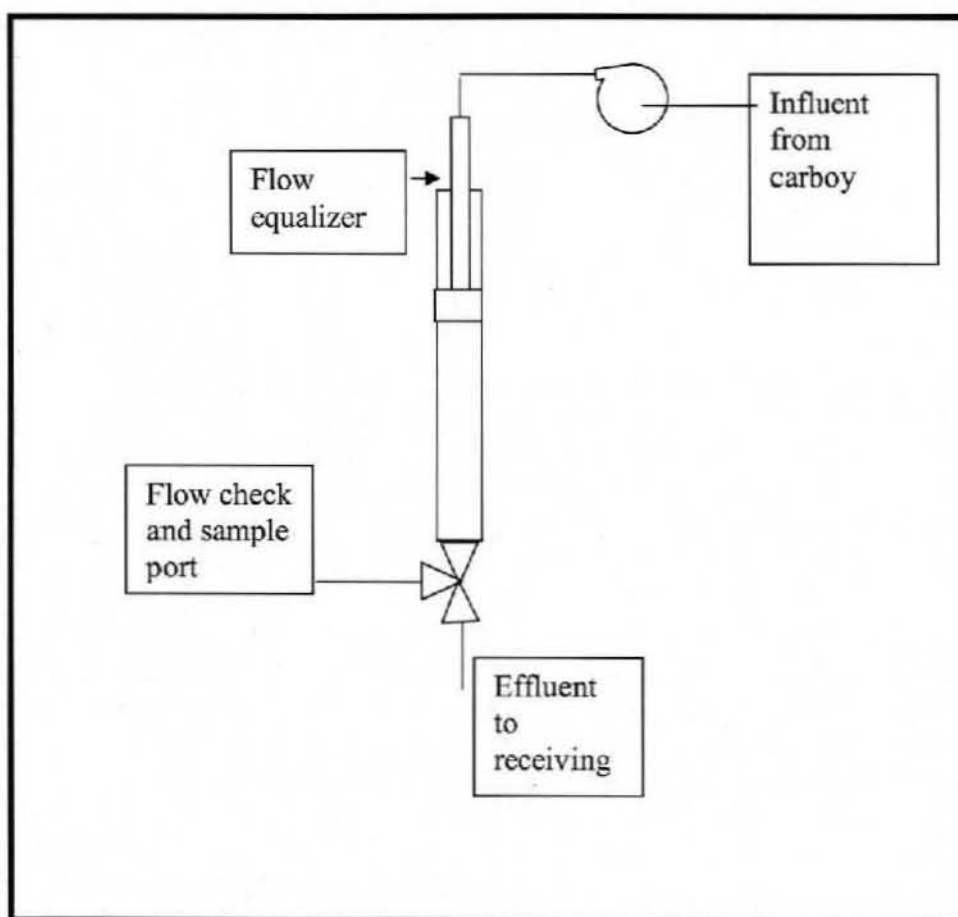 Influent
from
carboy
Flow
equalizer
Flow check
and sample
port
Effluent
to
receiving